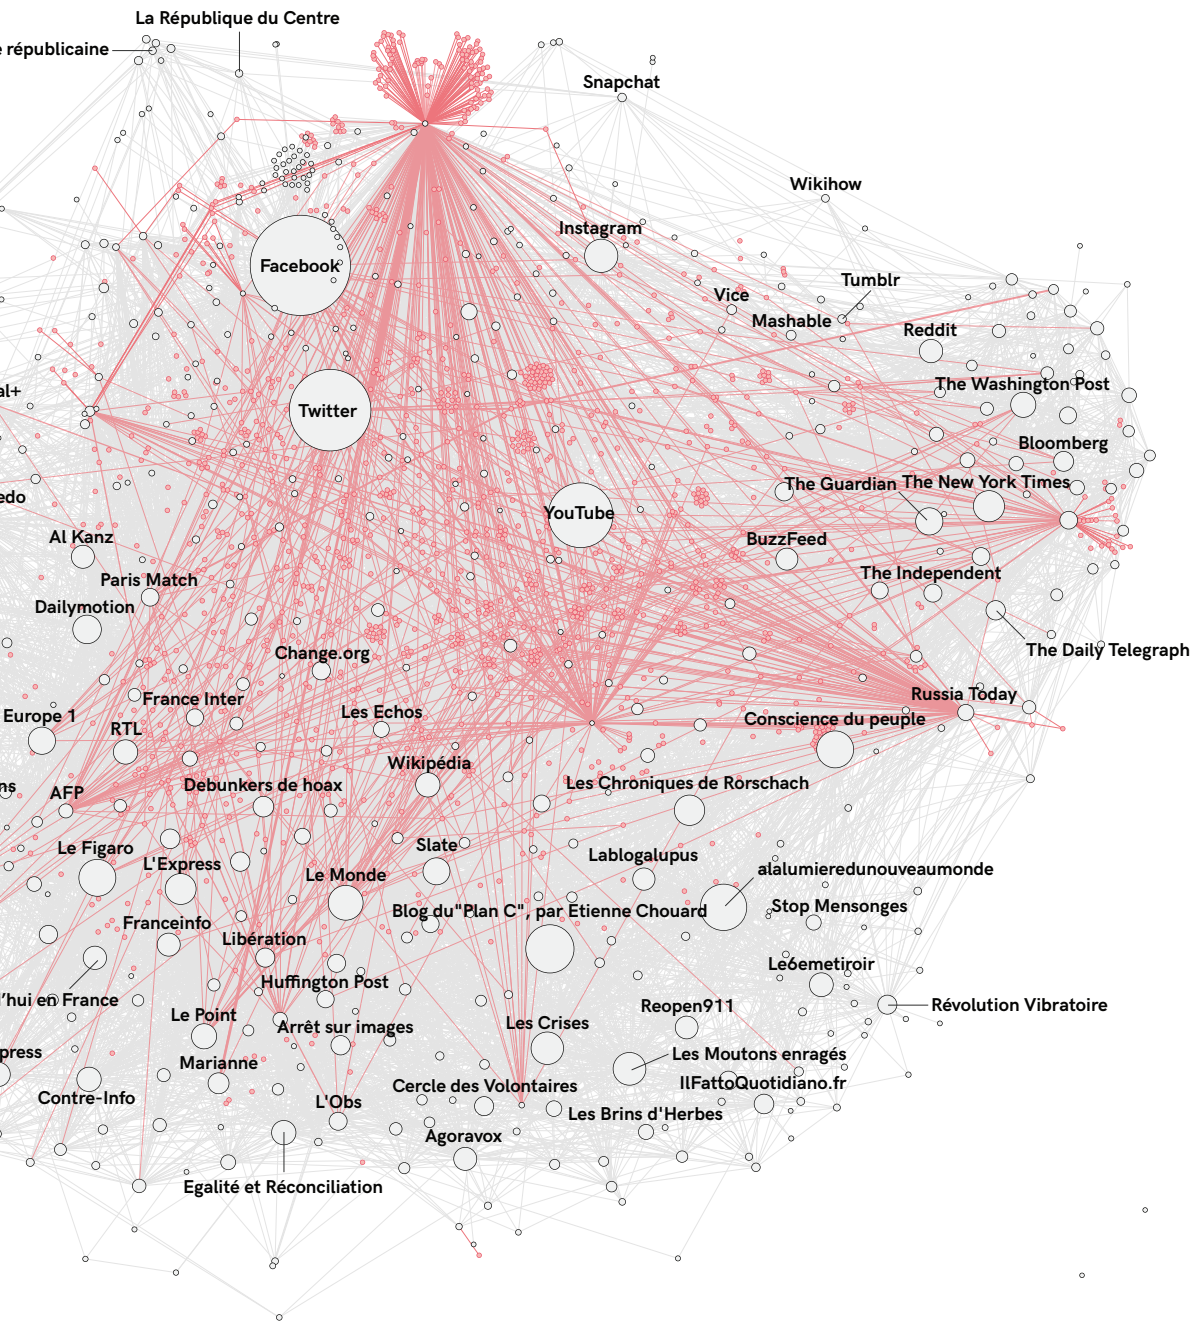 La République du Centre
e républicaine
Snapchat
Wikihow
Instagram
Facebook
Tumblr
Vice
Mashable
Reddit
The Washington Post
al+
Twitter
Bloomberg
The Guardian
The New York Times
edo
YouTube
Al Kanz
BuzzFeed
Paris Match
The Independent
Dailymotion
Change.org
The Daily Telegraph
France Inter
Russia Today
Europe 1
Les Echos
Conscience du peuple
RTL
Wikipédia
Debunkers de hoax
Les Chroniques de Rorschach
ns
AFP
Le Figaro
Slate
L'Express
Lablogalupus
Le Monde
alalumieredunouveaumonde
Blog du"Plan C", par Etienne Chouard
Stop Mensonges
Franceinfo
Libération
Le6emetiroir
Huffington Post
d'hui en France
Reopen911
Révolution Vibratoire
Le Point
Arrêt sur images
Les Crises
press
Marianne
Les Moutons enragés
Cercle des Volontaires
IlFattoQuotidiano.fr
Contre-Info
L'Obs
Les Brins d'Herbes
Agoravox
Egalité et Réconciliation